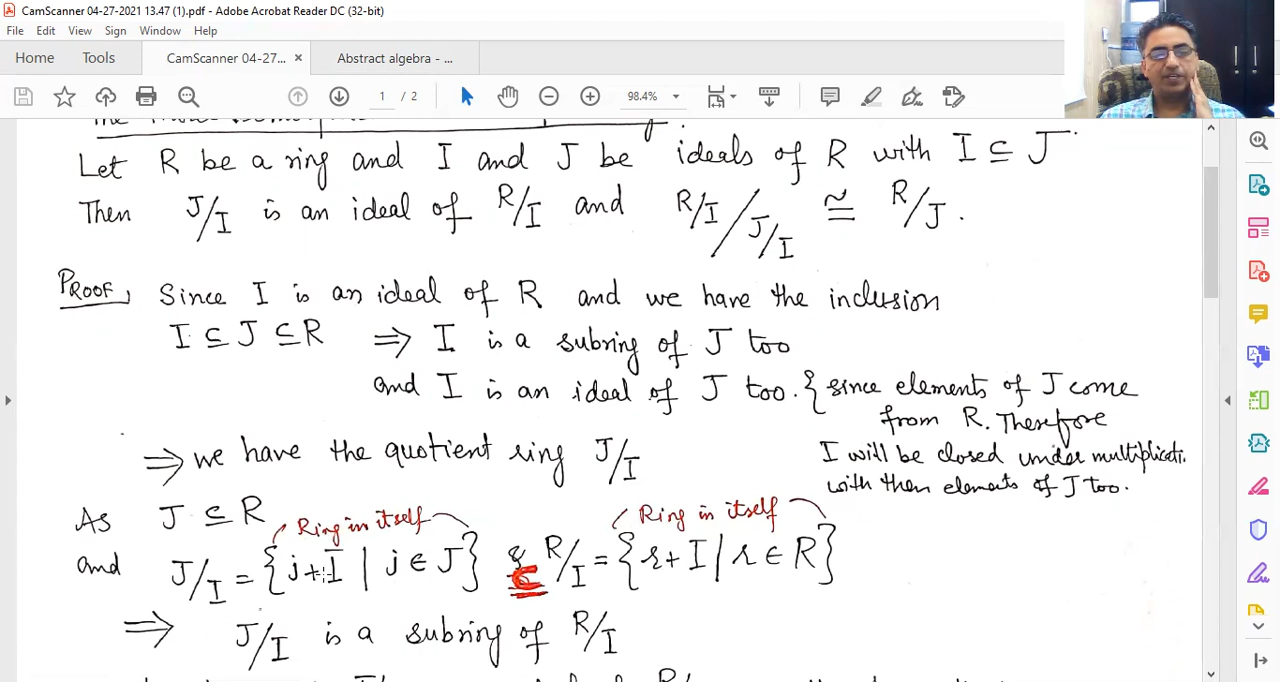 CamScanner 04-27-2021 13.47 (1).pdf - Adobe Acrobat Reader DC (32-bit)
File Edit View Sign Window Help
Home Tools CamScanner 04-27... × Abstract algebra - ...
1 / 2 98.4%
Let R be a ring and I and J be ideals of R with I ⊆ J.
Then J/I is an ideal of R/I and R/I / J/I ≅ R/J.
PROOF, Since I is an ideal of R and we have the inclusion
I ⊆ J ⊆ R ⇒ I is a subring of J too
and I is an ideal of J too. { since elements of J come
from R. Therefore
I will be closed under multiplicati.
with then elements of J too.
⇒ we have the quotient ring J/I
As J ⊆ R
Ring in itself Ring in itself
and J/I = { j+I | j ∈ J } ⊆ R/I = { r+I | r ∈ R }
⇒ J/I is a subring of R/I